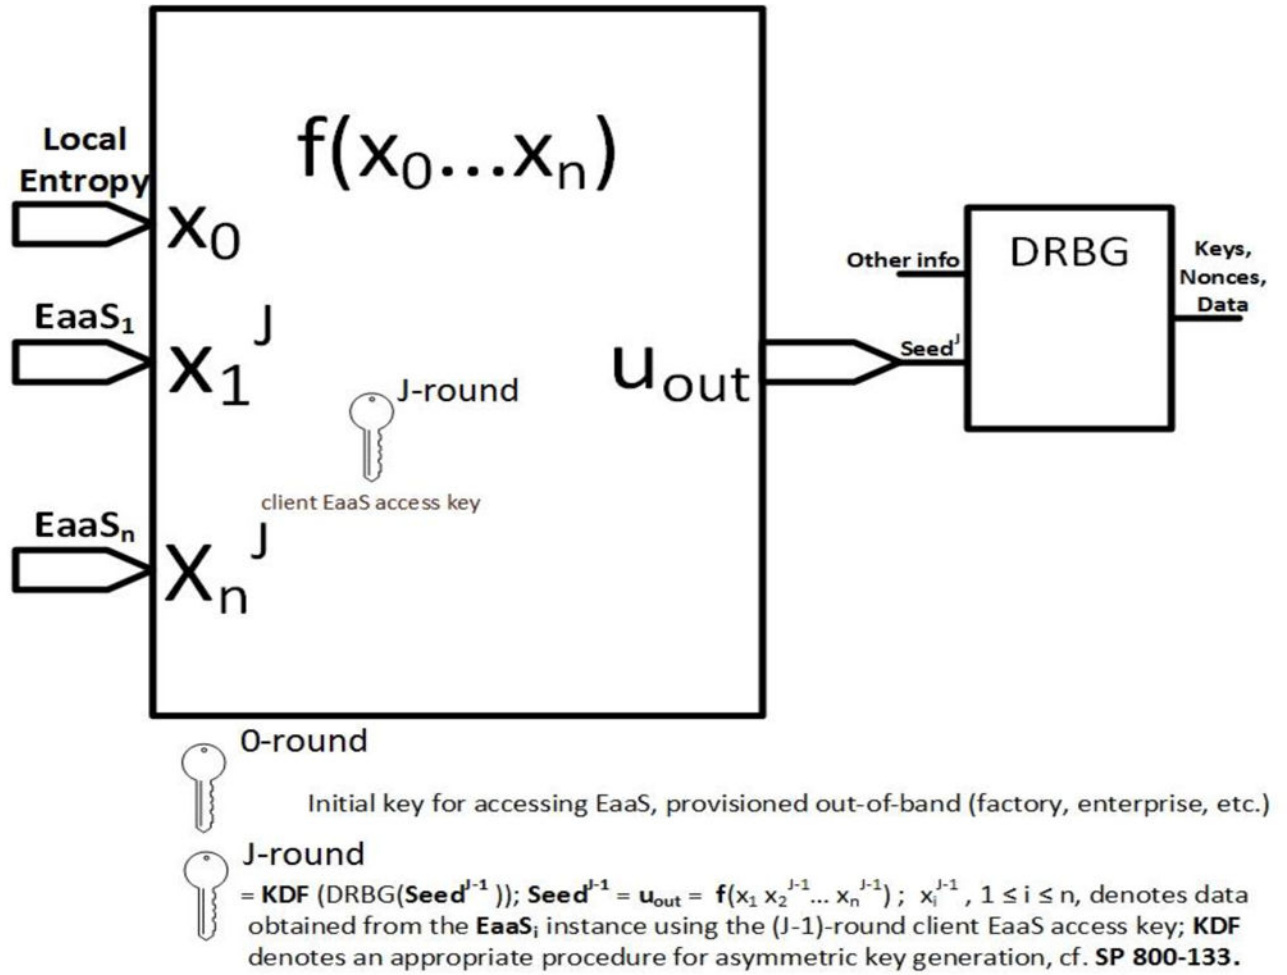 f(x₀...xₙ)
Local
Entropy
x₀
EaaS₁
x₁ᴶ
J-round
client EaaS access key
EaaSₙ
Xₙᴶ
uₒᵤₜ
Other info
Seedᴶ
DRBG
Keys,
Nonces,
Data
0-round
Initial key for accessing EaaS, provisioned out-of-band (factory, enterprise, etc.)
J-round
= KDF (DRBG(Seedᴶ⁻¹ )); Seedᴶ⁻¹ = uₒᵤₜ = f(x₁ x₂ᴶ⁻¹... xₙᴶ⁻¹) ; xᵢᴶ⁻¹ , 1 ≤ i ≤ n, denotes data
obtained from the EaaSᵢ instance using the (J-1)-round client EaaS access key; KDF
denotes an appropriate procedure for asymmetric key generation, cf. SP 800-133.